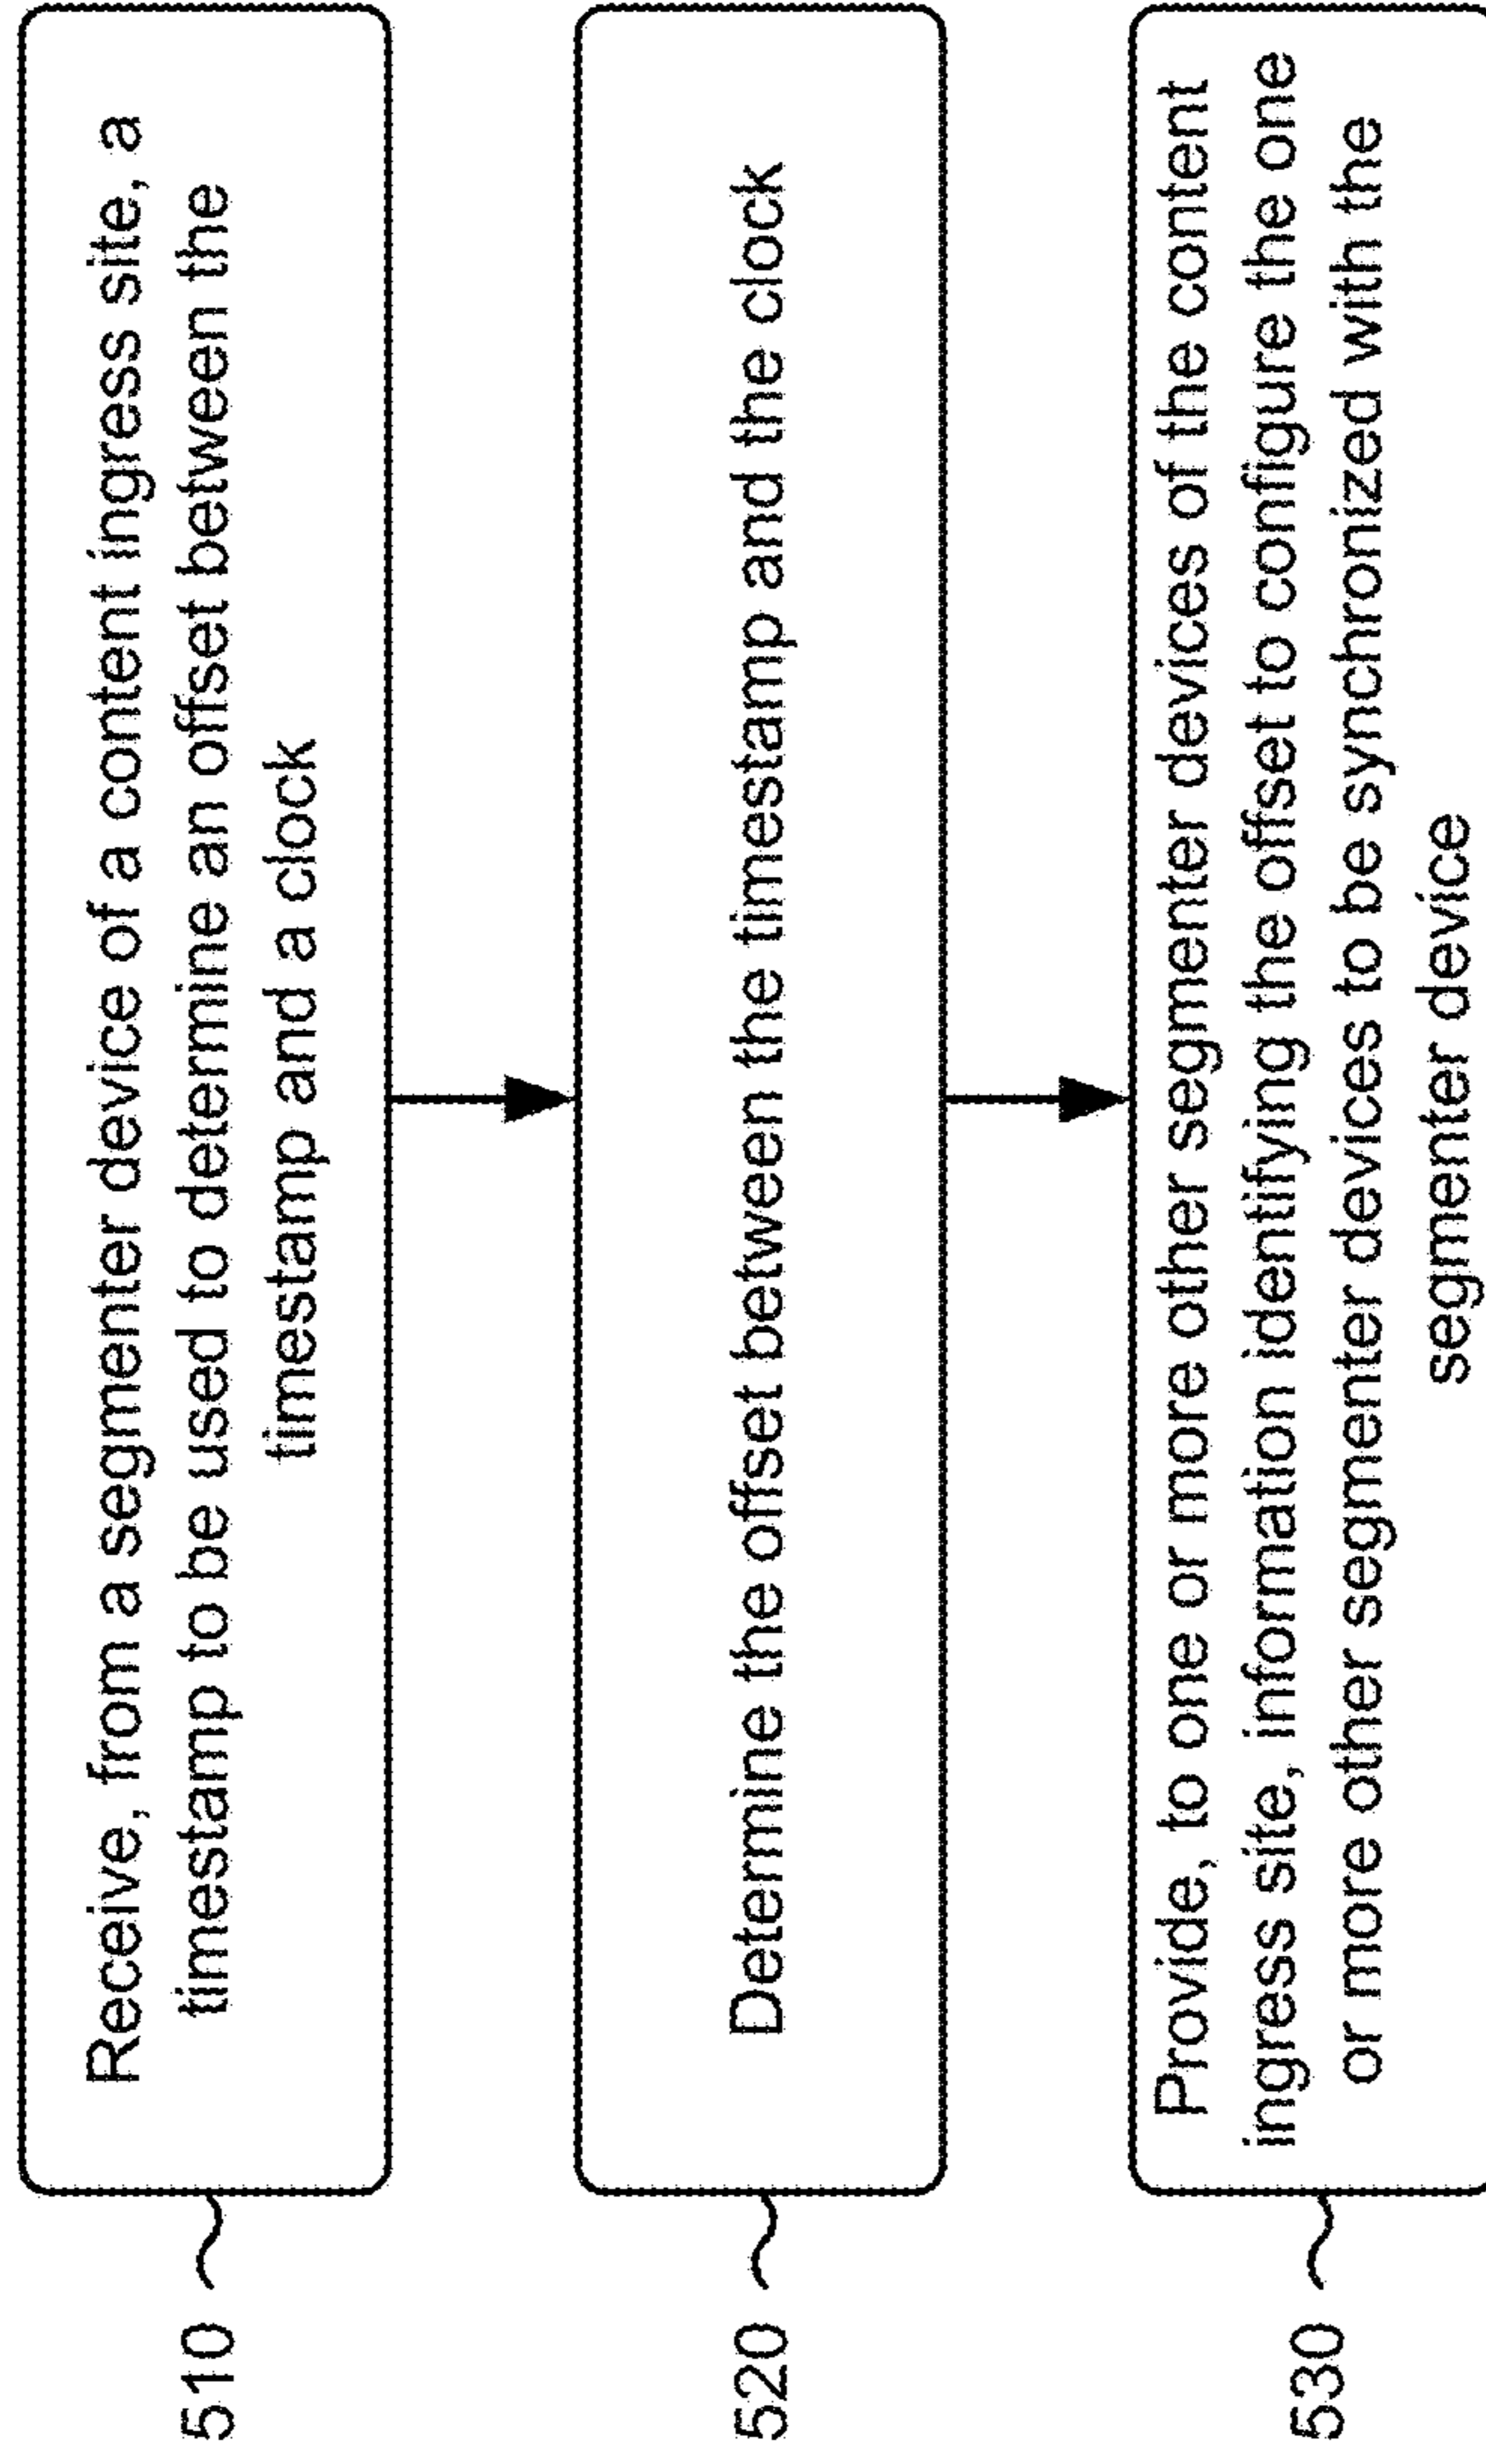 510
Receive, from a segmenter device of a content ingress site, a
timestamp to be used to determine an offset between the
timestamp and a clock
520
Determine the offset between the timestamp and the clock
530
Provide, to one or more other segmenter devices of the content
ingress site, information identifying the offset to configure the one
or more other segmenter devices to be synchronized with the
segmenter device